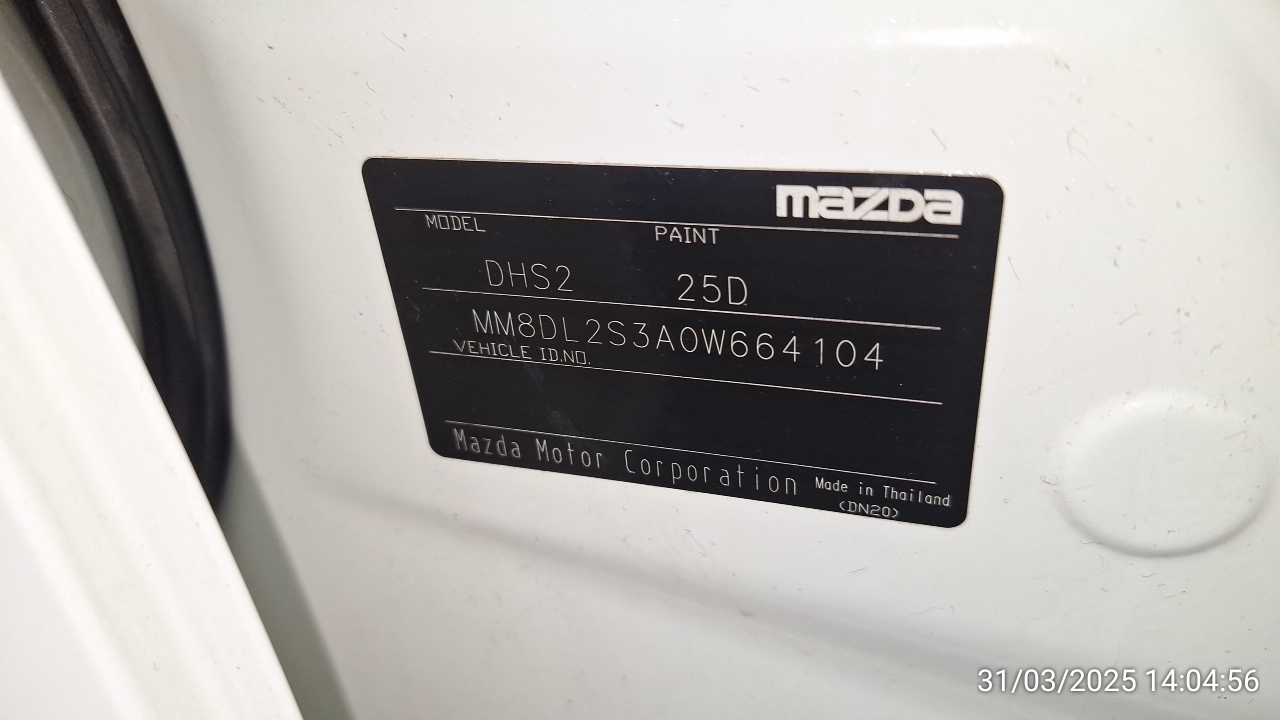 mazda
MODEL PAINT
DHS2 25D
MM8DL2S3A0W664104
VEHICLE ID.NO.
Mazda Motor Corporation Made in Thailand
(DN20)
31/03/2025 14:04:56